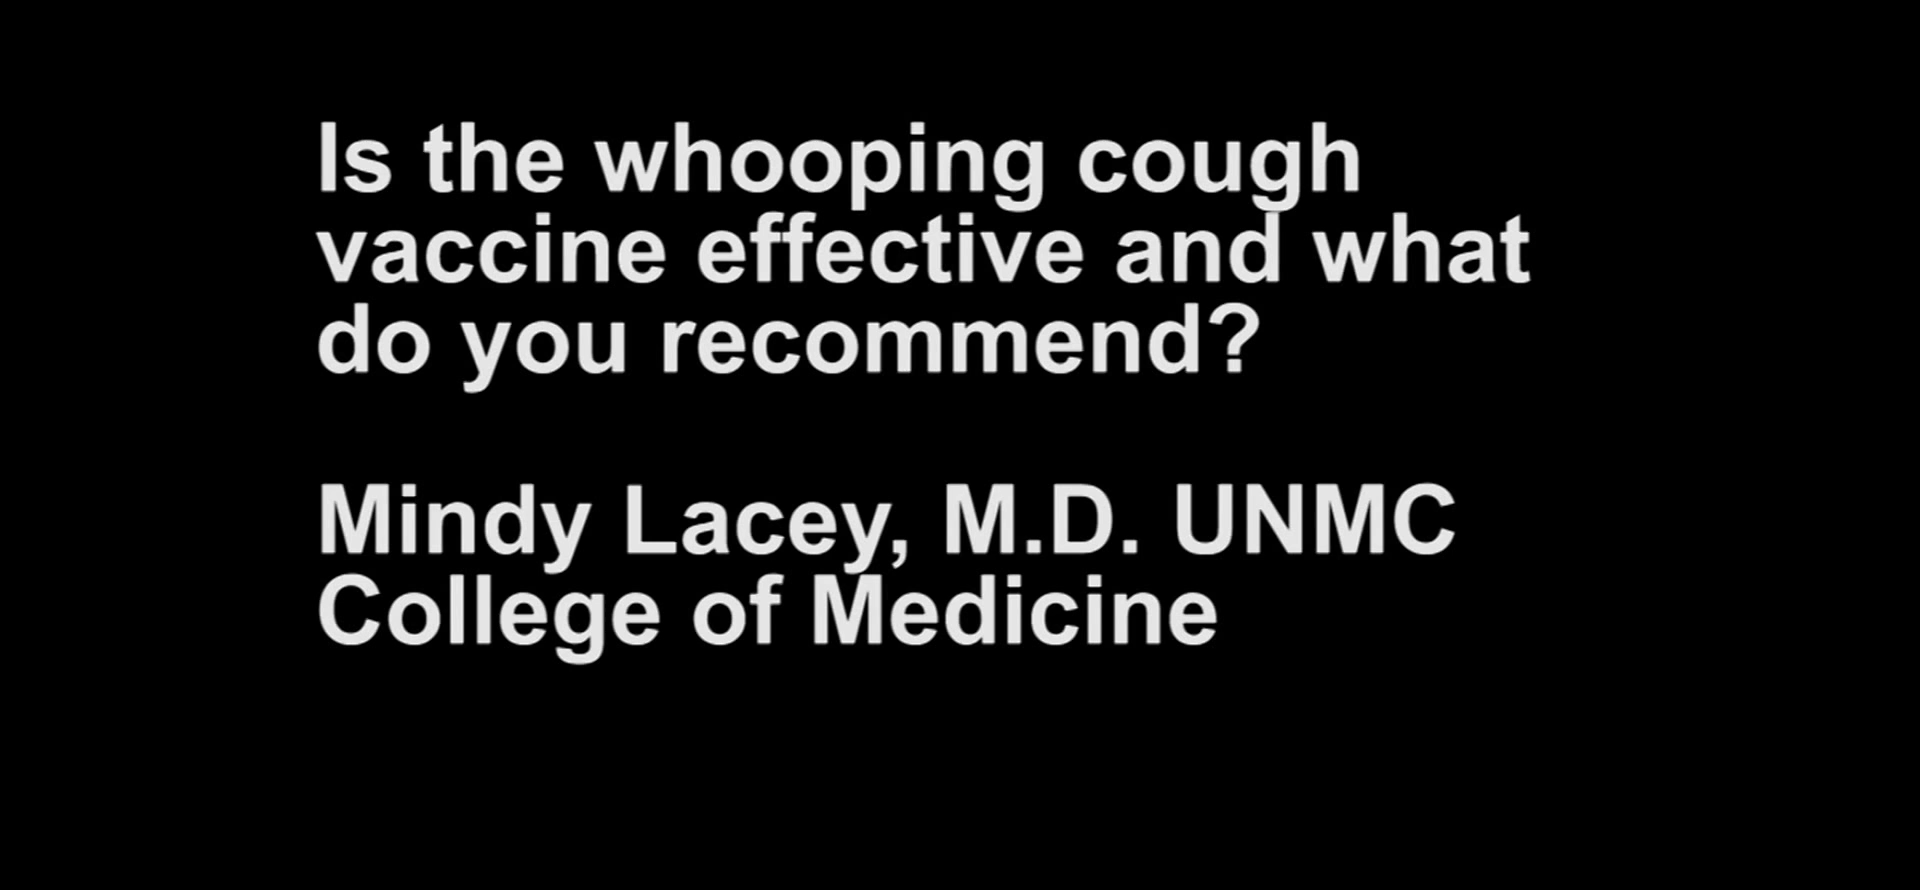 Is the whooping cough
vaccine effective and what
do you recommend?
Mindy Lacey, M.D. UNMC
College of Medicine